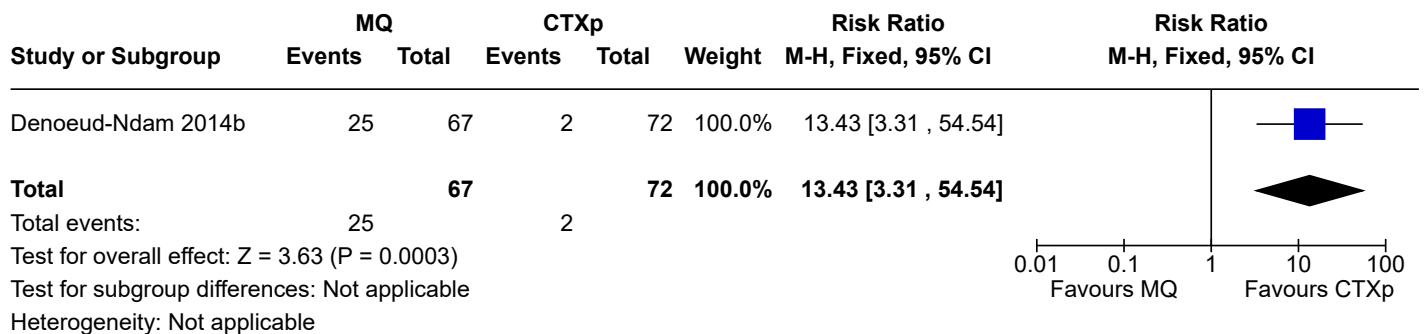 MQ CTXp Risk Ratio Risk Ratio
Study or Subgroup Events Total Events Total Weight M-H, Fixed, 95% CI M-H, Fixed, 95% CI
Denoeud-Ndam 2014b 25 67 2 72 100.0% 13.43 [3.31 , 54.54]
Total 67 72 100.0% 13.43 [3.31 , 54.54]
Total events: 25 2
Test for overall effect: Z = 3.63 (P = 0.0003)
Test for subgroup differences: Not applicable
Heterogeneity: Not applicable
0.01 0.1 1 10 100
Favours MQ Favours CTXp